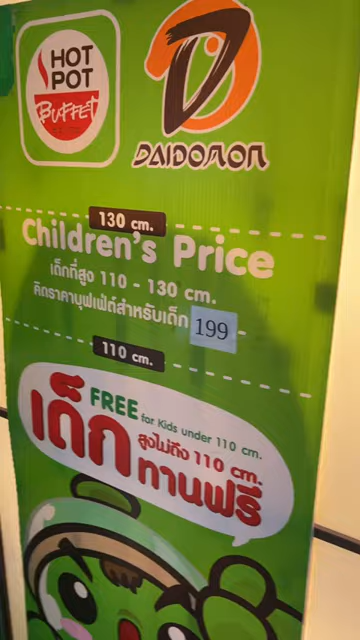 HOT
POT
BUFFET
DAIDOMON
130 cm.
Children's Price
เด็กที่สูง 110 - 130 cm.
คิดราคาบุฟเฟ่ต์สำหรับเด็ก 199 -
110 cm.
FREE for Kids under 110 cm.
เด็ก สูงไม่ถึง 110 cm.
ทานฟรี